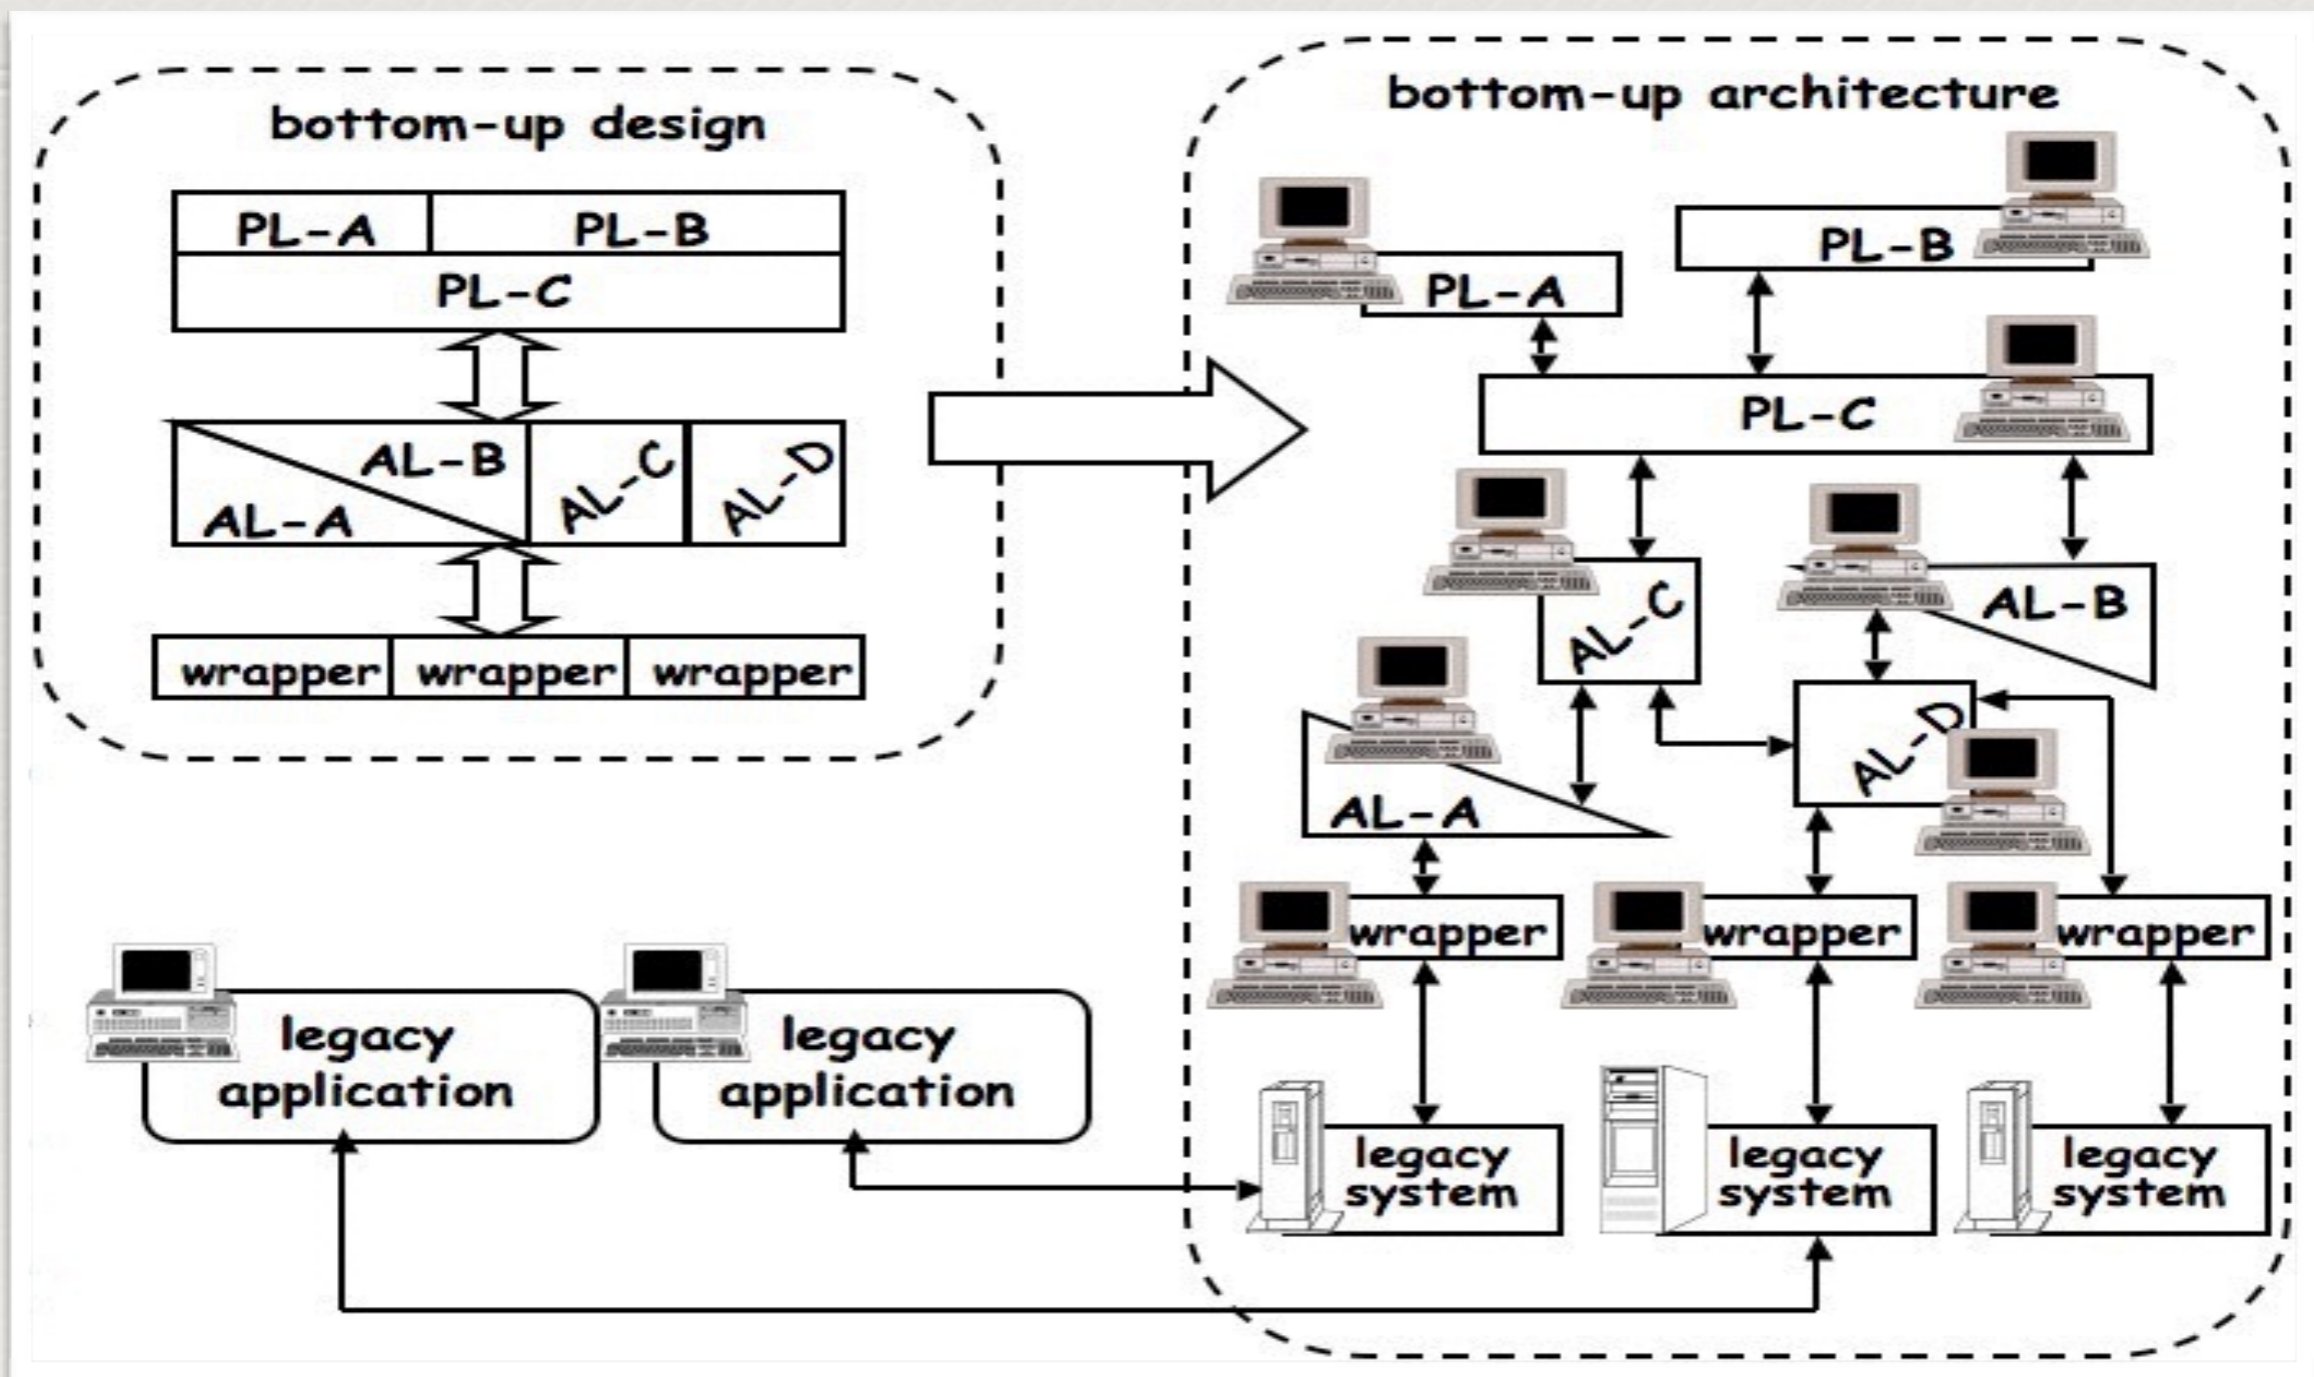 bottom-up design
PL-A
PL-B
PL-C
AL-B
AL-A
AL-C
AL-D
wrapper
wrapper
wrapper
bottom-up architecture
PL-A
PL-B
PL-C
AL-C
AL-B
AL-A
AL-D
wrapper
wrapper
wrapper
legacy
application
legacy
application
legacy
system
legacy
system
legacy
system